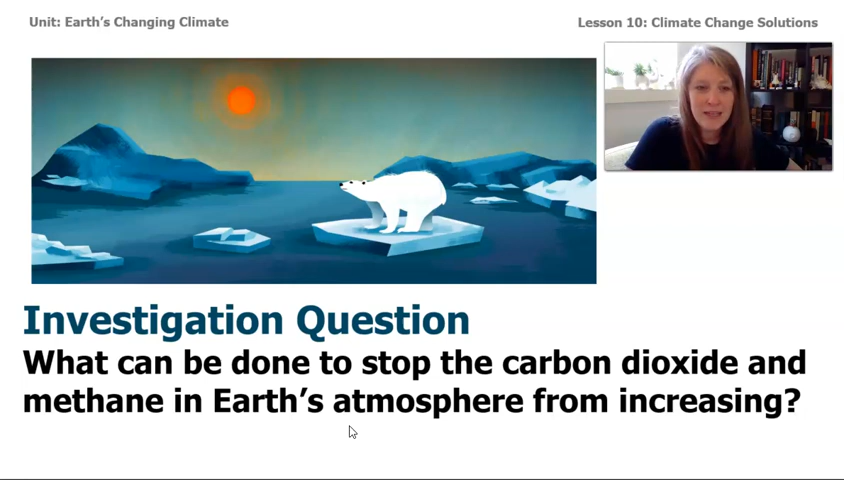 Unit: Earth's Changing Climate
Lesson 10: Climate Change Solutions
Investigation Question
What can be done to stop the carbon dioxide and
methane in Earth's atmosphere from increasing?